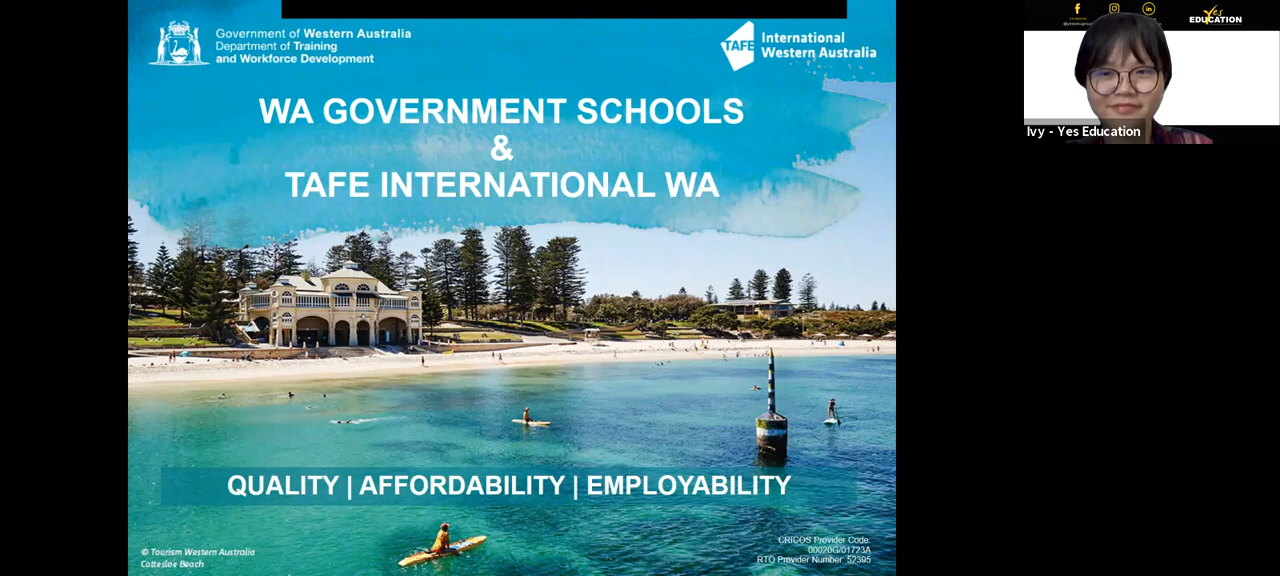 Government of Western Australia
Department of Training
and Workforce Development
TAFE
International
Western Australia
WA GOVERNMENT SCHOOLS
&
TAFE INTERNATIONAL WA
QUALITY | AFFORDABILITY | EMPLOYABILITY
© Tourism Western Australia
Cottesloe Beach
CRICOS Provider Code:
00020G/01723A
RTO Provider Number 52395
Yes
EDUCATION
Ivy - Yes Education